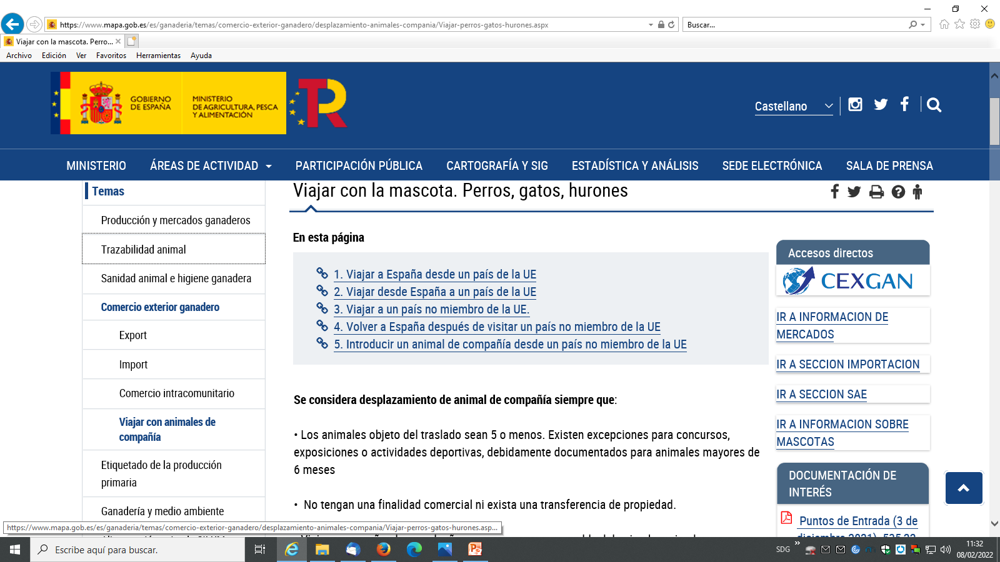 https://www.mapa.gob.es/es/ganaderia/temas/comercio-exterior-ganadero/desplazamiento-animales-compania/Viajar-perros-gatos-hurones.aspx
Buscar...
Viajar con la mascota. Perro...
Archivo Edición Ver Favoritos Herramientas Ayuda
GOBIERNO
DE ESPAÑA
MINISTERIO
DE AGRICULTURA, PESCA
Y ALIMENTACIÓN
R
Castellano
MINISTERIO ÁREAS DE ACTIVIDAD PARTICIPACIÓN PÚBLICA CARTOGRAFÍA Y SIG ESTADÍSTICA Y ANÁLISIS SEDE ELECTRÓNICA SALA DE PRENSA
Temas
Producción y mercados ganaderos
Trazabilidad animal
Sanidad animal e higiene ganadera
Comercio exterior ganadero
Export
Import
Comercio intracomunitario
Viajar con animales de
compañía
Etiquetado de la producción
primaria
Ganadería y medio ambiente
Viajar con la mascota. Perros, gatos, hurones
En esta página
1. Viajar a España desde un país de la UE
2. Viajar desde España a un país de la UE
3. Viajar a un país no miembro de la UE.
4. Volver a España después de visitar un país no miembro de la UE
5. Introducir un animal de compañía desde un país no miembro de la UE
Se considera desplazamiento de animal de compañía siempre que:
• Los animales objeto del traslado sean 5 o menos. Existen excepciones para concursos,
exposiciones o actividades deportivas, debidamente documentados para animales mayores de
6 meses
• No tengan una finalidad comercial ni exista una transferencia de propiedad.
Accesos directos
CEXGAN
IR A INFORMACION DE
MERCADOS
IR A SECCION IMPORTACION
IR A SECCION SAE
IR A INFORMACION SOBRE
MASCOTAS
DOCUMENTACIÓN DE
INTERÉS
Puntos de Entrada (3 de
https://www.mapa.gob.es/es/ganaderia/temas/comercio-exterior-ganadero/desplazamiento-animales-compania/Viajar-perros-gatos-hurones.asp...
Escribe aquí para buscar.
SDG
11:32
08/02/2022